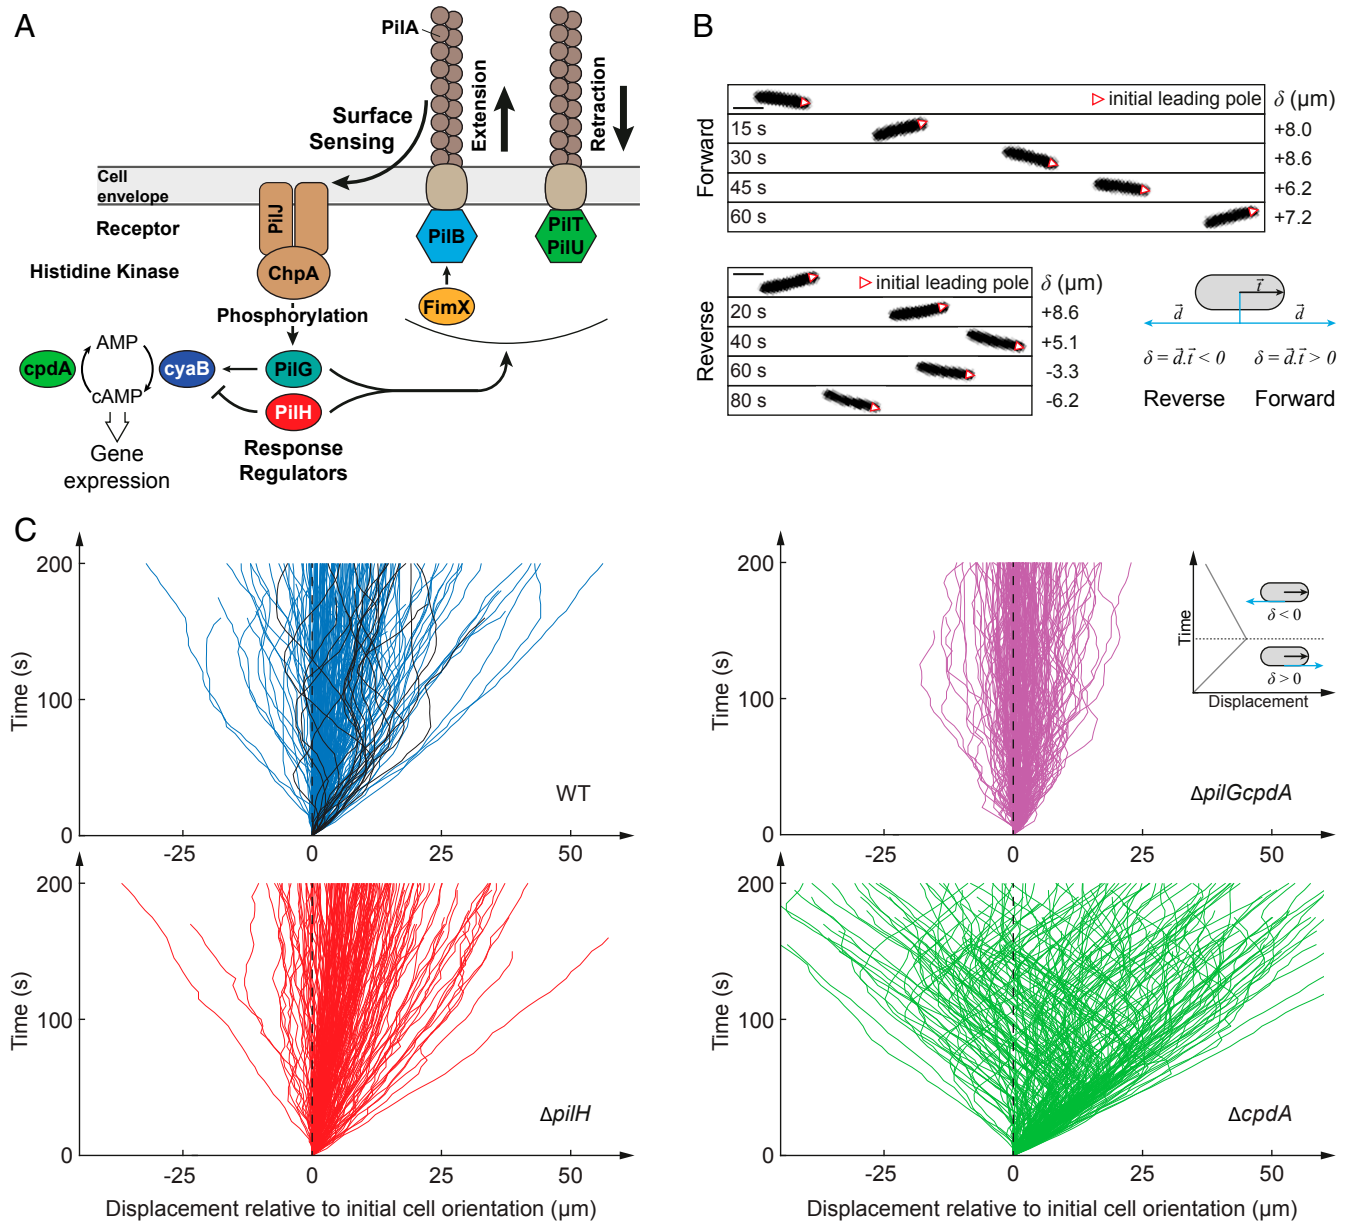 A
PilA
Extension
Retraction
Surface
Sensing
Cell
envelope
PilJ
Receptor
PilB
PilT
PilU
Histidine Kinase
ChpA
FimX
Phosphorylation
AMP
cpdA
cyaB
PilG
cAMP
PilH
Gene
expression
Response
Regulators
B
initial leading pole
δ (μm)
Forward
15 s
+8.0
30 s
+8.6
45 s
+6.2
60 s
+7.2
initial leading pole
δ (μm)
Reverse
20 s
+8.6
40 s
+5.1
60 s
-3.3
80 s
-6.2
t⃗
d⃗
d⃗
δ = d⃗.t⃗ < 0
δ = d⃗.t⃗ > 0
Reverse
Forward
C
Time (s)
200
100
0
-25
0
25
50
WT
Time (s)
200
100
0
-25
0
25
50
ΔpilGcpdA
Time
Displacement
δ < 0
δ > 0
Time (s)
200
100
0
-25
0
25
50
ΔpilH
Displacement relative to initial cell orientation (μm)
Time (s)
200
100
0
-25
0
25
50
ΔcpdA
Displacement relative to initial cell orientation (μm)